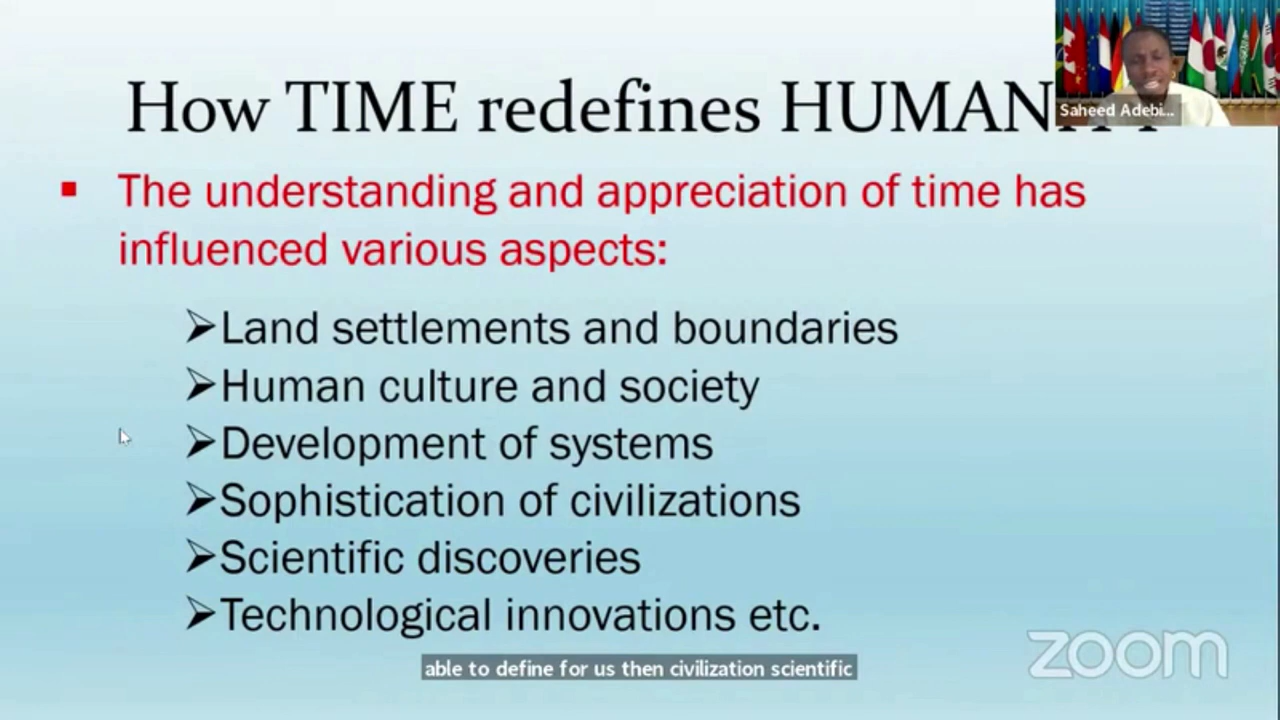 How TIME redefines HUMANITY
Saheed Adebi...
▪ The understanding and appreciation of time has
influenced various aspects:
➢Land settlements and boundaries
➢Human culture and society
➢Development of systems
➢Sophistication of civilizations
➢Scientific discoveries
➢Technological innovations etc.
able to define for us then civilization scientific
zoom